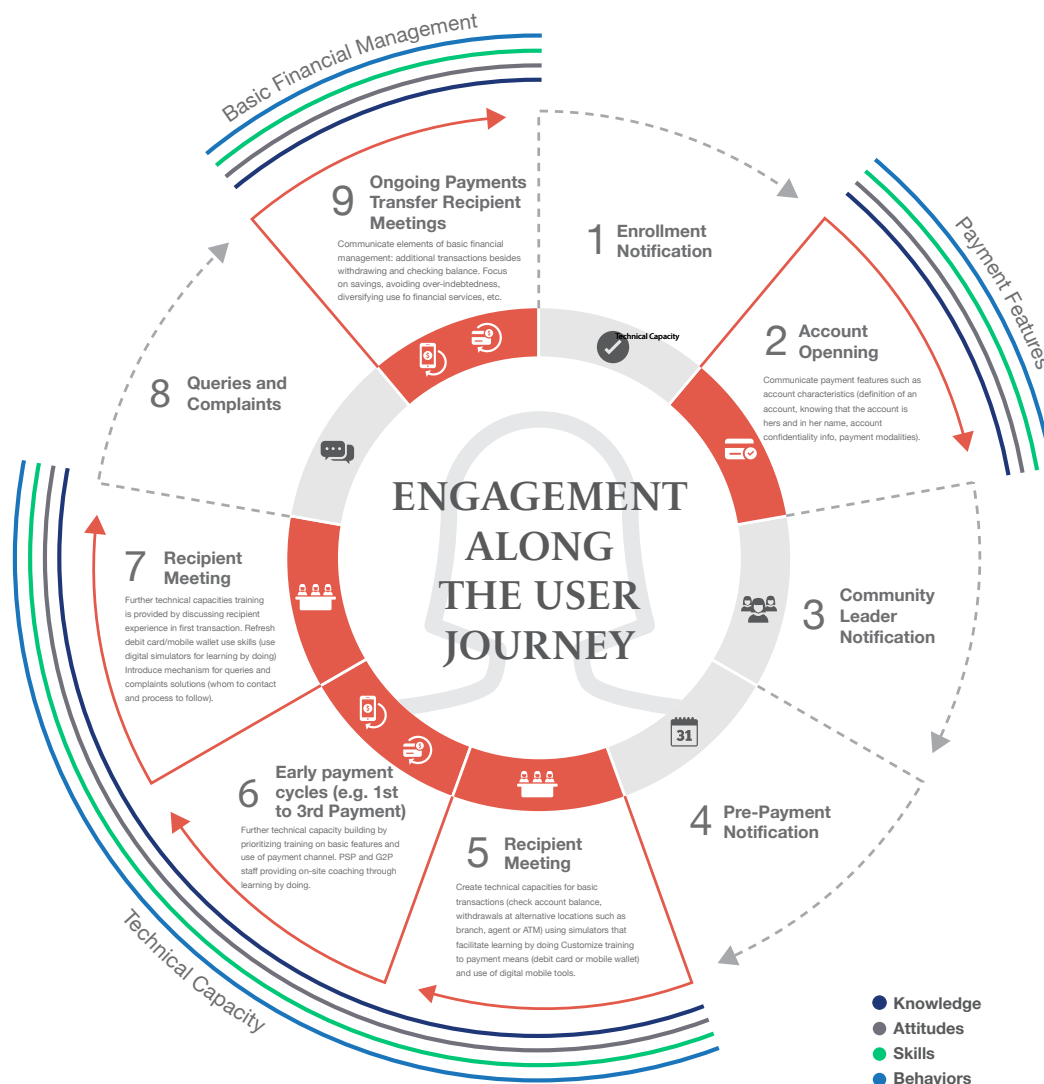 Basic Financial Management
Payment Features
Technical Capacity
ENGAGEMENT
ALONG
THE USER
JOURNEY
1 Enrollment
Notification
Technical Capacity
2 Account
Openning
Communicate payment features such as
account characteristics (definition of an
account, knowing that the account is
hers and in her name, account
confidentiality info, payment modalities).
3 Community
Leader
Notification
31
4 Pre-Payment
Notification
5 Recipient
Meeting
Create technical capacities for basic
transactions (check account balance,
withdrawals at alternative locations such as
branch, agent or ATM) using simulators that
facilitate learning by doing Customize training
to payment means (debit card or mobile wallet)
and use of digital mobile tools.
6 Early payment
cycles (e.g. 1st
to 3rd Payment)
Further technical capacity building by
prioritizing training on basic features and
use of payment channel. PSP and G2P
staff providing on-site coaching through
learning by doing.
7 Recipient
Meeting
Further technical capacities training
is provided by discussing recipient
experience in first transaction. Refresh
debit card/mobile wallet use skills (use
digital simulators for learning by doing)
Introduce mechanism for queries and
complaints solutions (whom to contact
and process to follow).
8 Queries and
Complaints
9 Ongoing Payments
Transfer Recipient
Meetings
Communicate elements of basic financial
management: additional transactions besides
withdrawing and checking balance. Focus
on savings, avoiding over-indebtedness,
diversifying use fo financial services, etc.
$
$
$
$
Knowledge
Attitudes
Skills
Behaviors